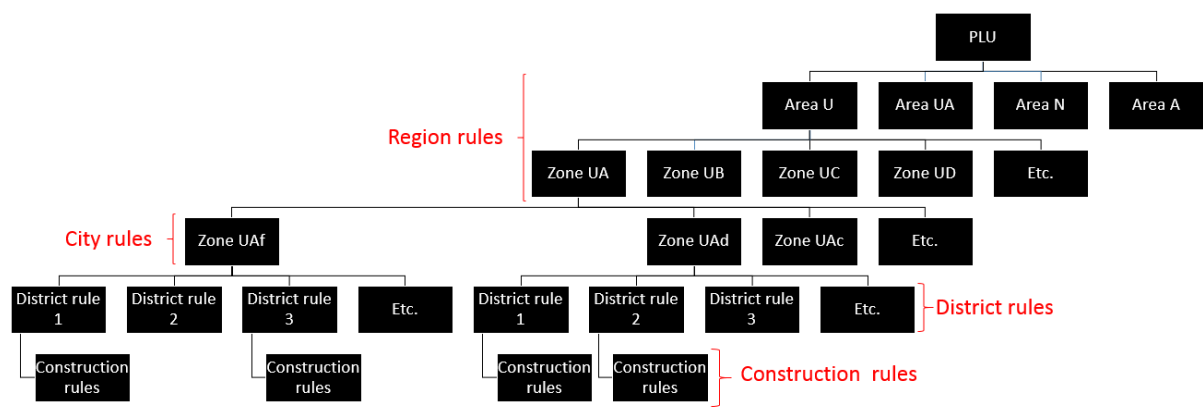 PLU
Area U
Area UA
Area N
Area A
Region rules
Zone UA
Zone UB
Zone UC
Zone UD
Etc.
City rules
Zone UAf
Zone UAd
Zone UAc
Etc.
District rule
1
District rule
2
District rule
3
Etc.
District rule
1
District rule
2
District rule
3
Etc.
District rules
Construction
rules
Construction
rules
Construction
rules
Construction
rules
Construction  rules